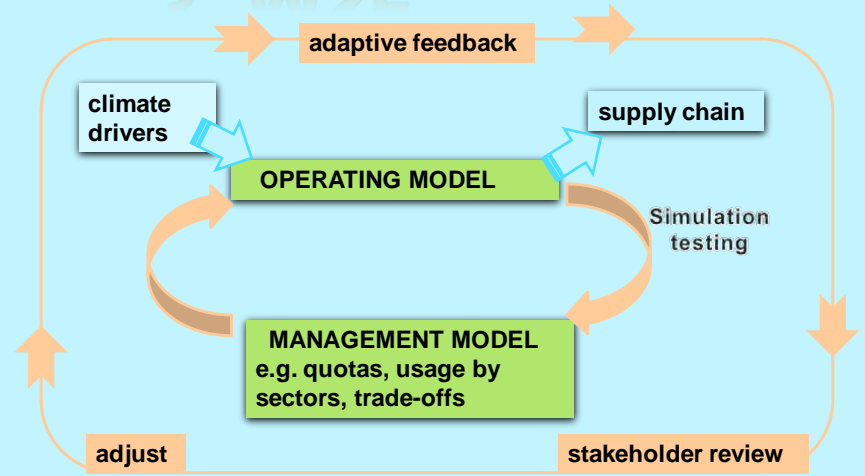 adaptive feedback
climate
drivers
supply chain
OPERATING MODEL
Simulation
testing
MANAGEMENT MODEL
e.g. quotas, usage by
sectors, trade-offs
adjust
stakeholder review